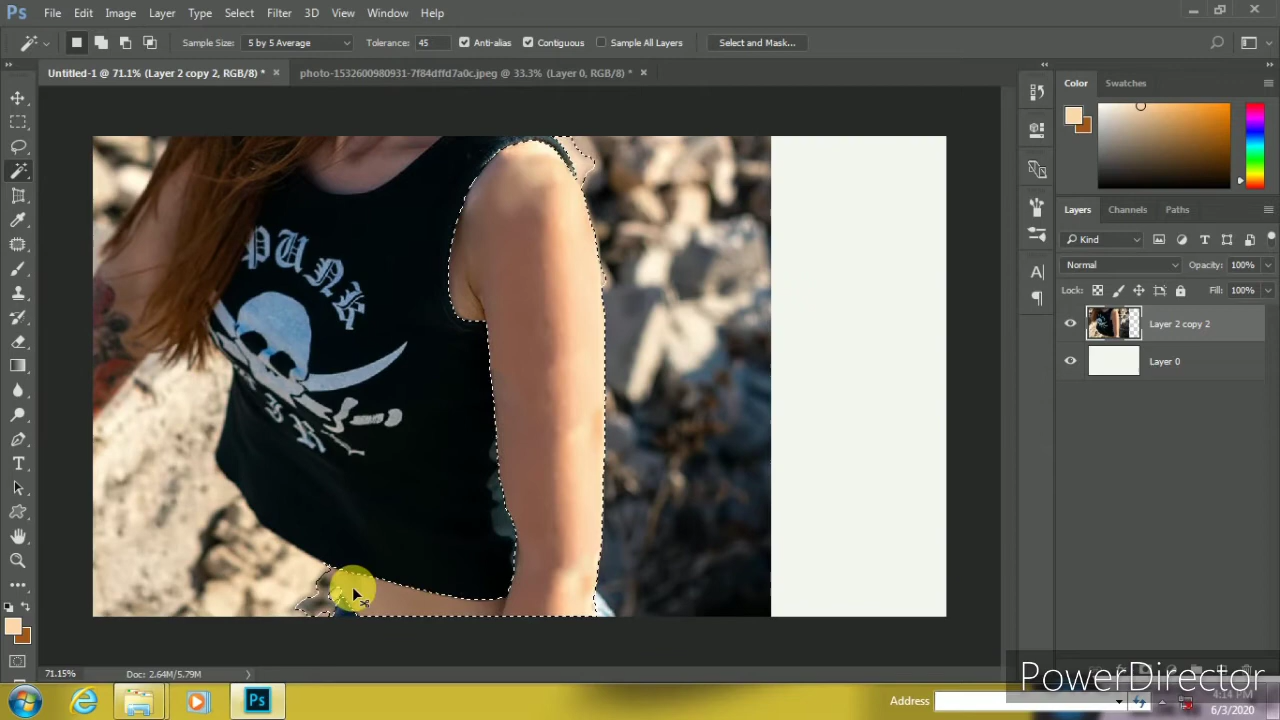 Ps File Edit Image Layer Type Select Filter 3D View Window Help
Sample Size: 5 by 5 Average Tolerance: 45 Anti-alias Contiguous Sample All Layers Select and Mask...
Untitled-1 @ 71.1% (Layer 2 copy 2, RGB/8) * × photo-1532600980931-7f84dffd7a0c.jpeg @ 33.3% (Layer 0, RGB/8) * ×
Color Swatches
PUNK
Layers Channels Paths
Kind
Normal Opacity: 100%
Lock: Fill: 100%
Layer 2 copy 2
Layer 0
71.15% Doc: 2.64M/5.79M
PowerDirector
Ps Address
4:14 PM
6/3/2020